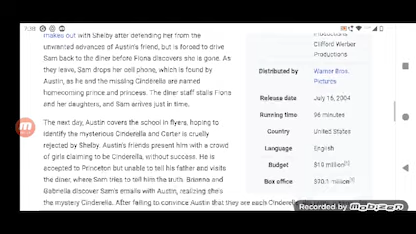 7:39
makes out with Shelby after defending her from the
unwanted advances of Austin's friend, but is forced to drive
Sam back to the diner before Fiona discovers she is gone. As
they leave, Sam drops her cell phone, which is found by
Austin, as he and the missing Cinderella are named
homecoming prince and princess. The diner staff stalls Fiona
and her daughters, and Sam arrives just in time.
The next day, Austin covers the school in flyers, hoping to
identify the mysterious Cinderella and Carter is cruelly
rejected by Shelby. Austin's friends present him with a
crowd of girls claiming to be Cinderella, without success. He is
accepted to Princeton but unable to tell his father and visits
the diner, where Sam tries to tell him the truth. Brianna and
Gabriella discover Sam's emails with Austin, realizing she's
the mystery Cinderella. After failing to convince Austin that they are each Cinderella
Productions
Clifford Werber
Productions
Distributed by Warner Bros.
Pictures
Release date July 16, 2004
Running time 96 minutes
Country United States
Language English
Budget $19 million
Box office $70.1 million
Recorded by
Mobizen